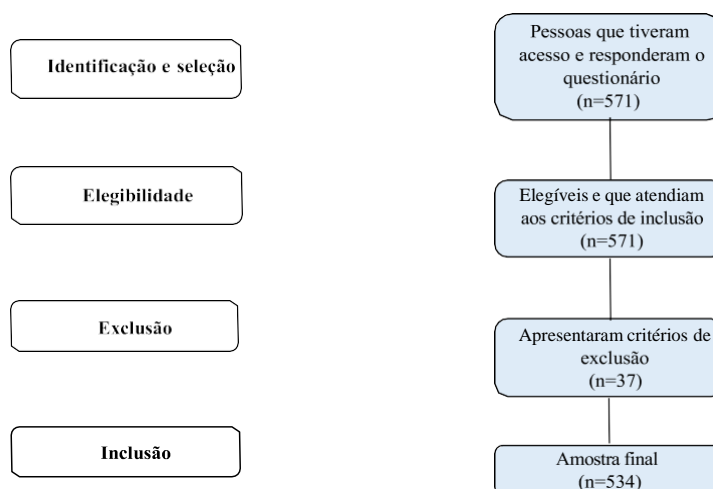 Identificação e seleção
Pessoas que tiveram
acesso e responderam o
questionário
(n=571)
Elegibilidade
Elegíveis e que atendiam
aos critérios de inclusão
(n=571)
Exclusão
Apresentaram critérios de
exclusão
(n=37)
Inclusão
Amostra final
(n=534)